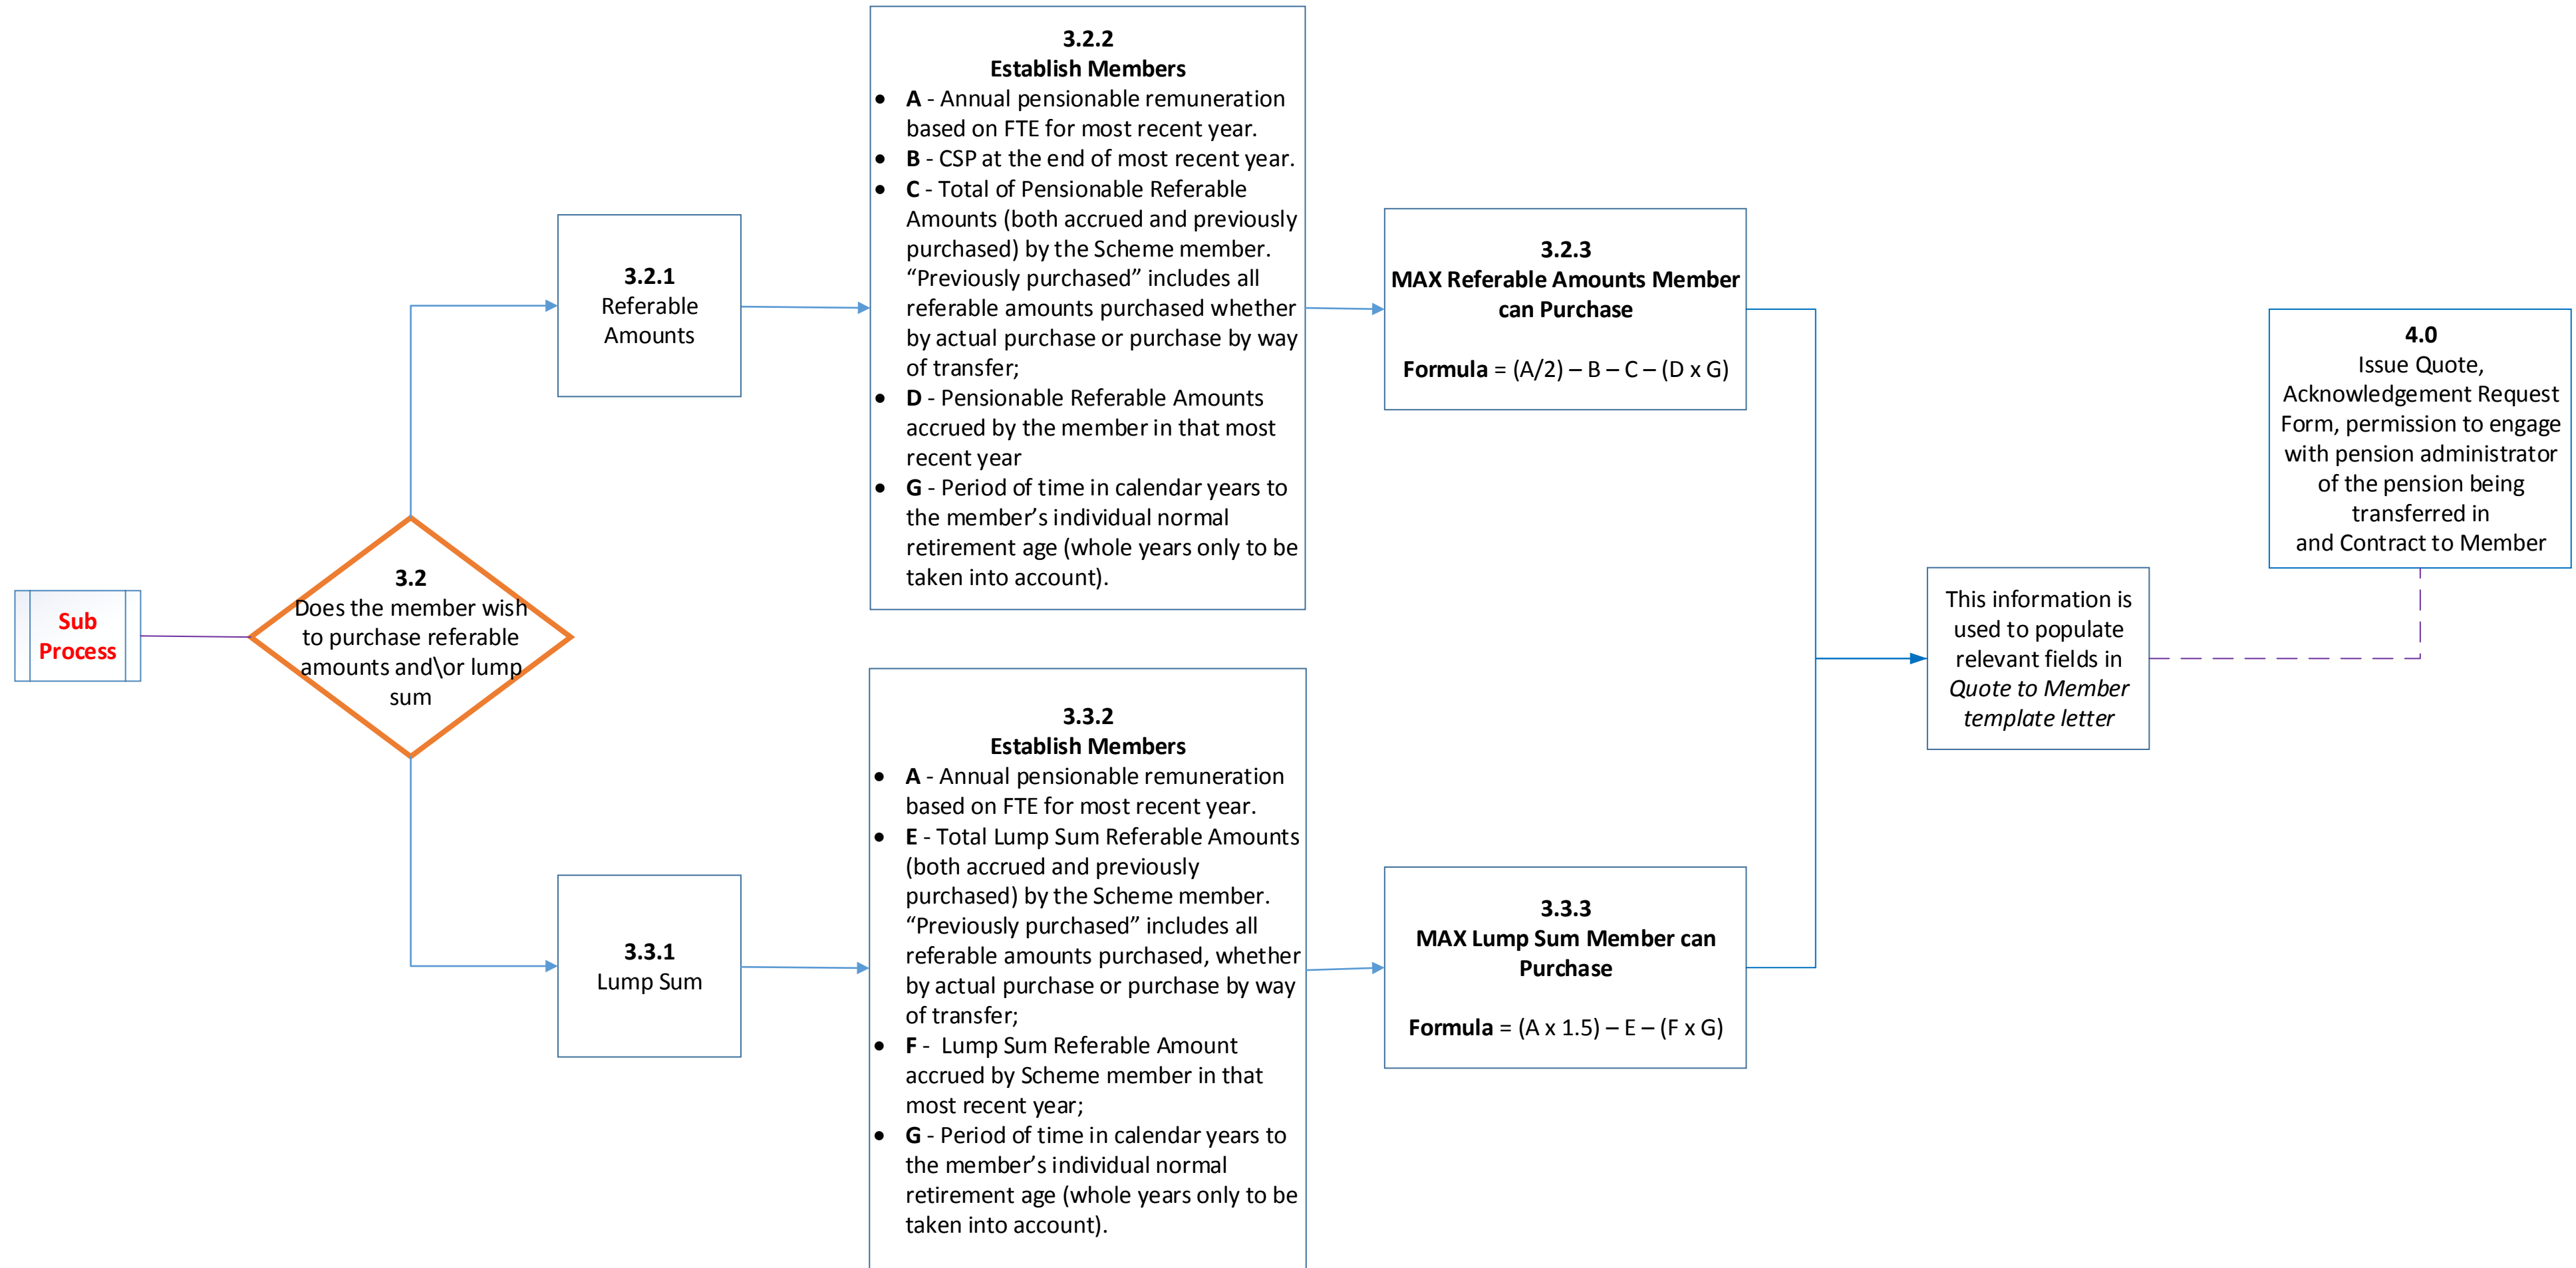 Sub
Process
3.2
Does the member wish
to purchase referable
amounts and\or lump
sum
3.2.1
Referable
Amounts
3.2.2
Establish Members
• A - Annual pensionable remuneration
based on FTE for most recent year.
• B - CSP at the end of most recent year.
• C - Total of Pensionable Referable
Amounts (both accrued and previously
purchased) by the Scheme member.
“Previously purchased” includes all
referable amounts purchased whether
by actual purchase or purchase by way
of transfer;
• D - Pensionable Referable Amounts
accrued by the member in that most
recent year
• G - Period of time in calendar years to
the member’s individual normal
retirement age (whole years only to be
taken into account).
3.2.3
MAX Referable Amounts Member
can Purchase
Formula = (A/2) – B – C – (D x G)
3.3.1
Lump Sum
3.3.2
Establish Members
• A - Annual pensionable remuneration
based on FTE for most recent year.
• E - Total Lump Sum Referable Amounts
(both accrued and previously
purchased) by the Scheme member.
“Previously purchased” includes all
referable amounts purchased, whether
by actual purchase or purchase by way
of transfer;
• F - Lump Sum Referable Amount
accrued by Scheme member in that
most recent year;
• G - Period of time in calendar years to
the member’s individual normal
retirement age (whole years only to be
taken into account).
3.3.3
MAX Lump Sum Member can
Purchase
Formula = (A x 1.5) – E – (F x G)
This information is
used to populate
relevant fields in
Quote to Member
template letter
4.0
Issue Quote,
Acknowledgement Request
Form, permission to engage
with pension administrator
of the pension being
transferred in
and Contract to Member